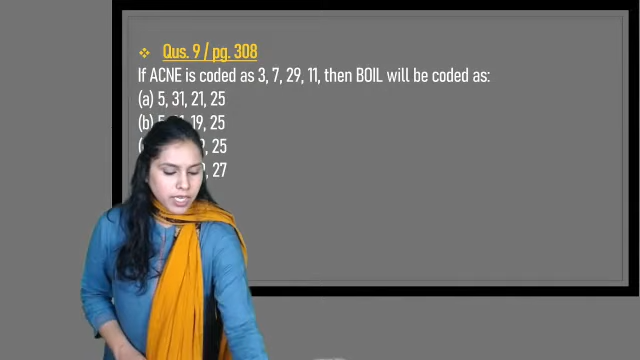 ❖ Qus. 9 / pg. 308
If ACNE is coded as 3, 7, 29, 11, then BOIL will be coded as:
(a) 5, 31, 21, 25
(b) 5, 19, 25
25
27